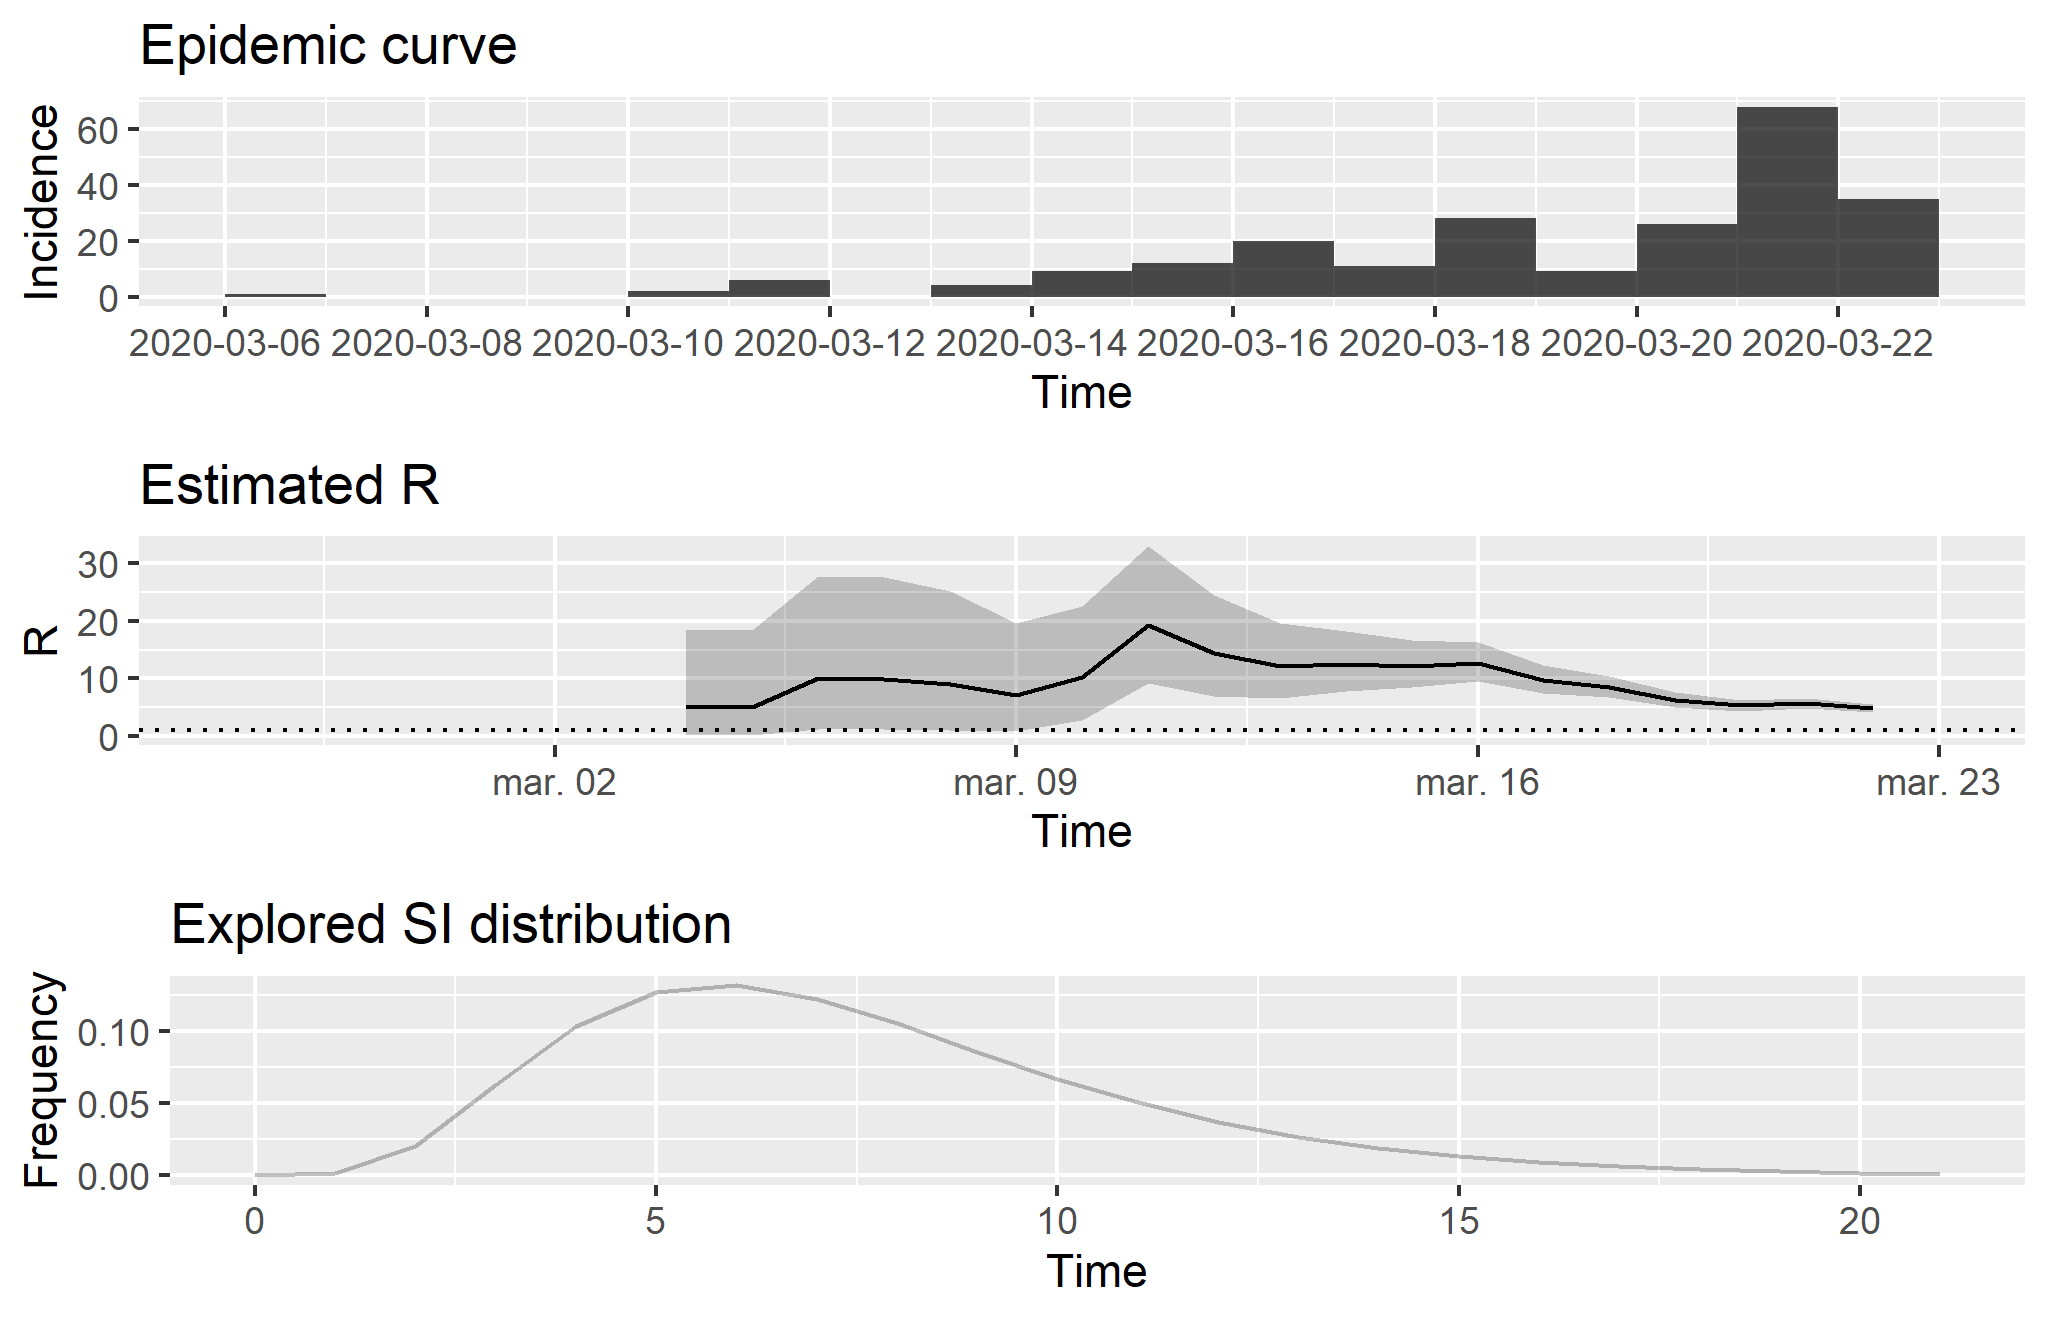 Epidemic curve
Incidence
60
40
20
0
2020-03-06 2020-03-08 2020-03-10 2020-03-12 2020-03-14 2020-03-16 2020-03-18 2020-03-20 2020-03-22
Time
Estimated R
R
30
20
10
0
mar. 02 mar. 09 mar. 16 mar. 23
Time
Explored SI distribution
Frequency
0.10
0.05
0.00
0 5 10 15 20
Time